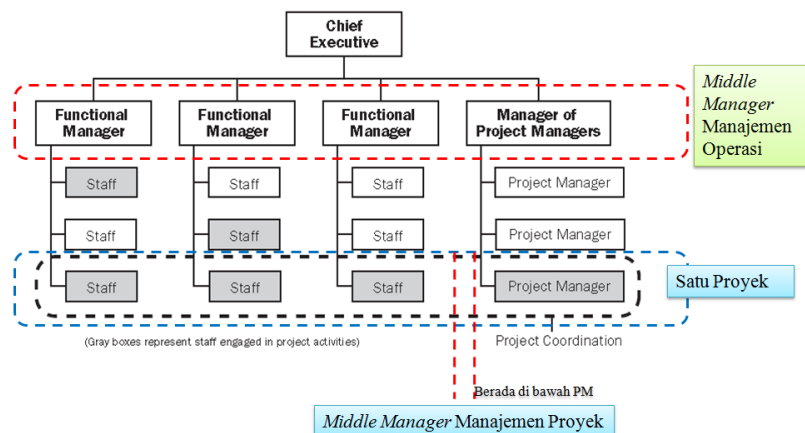 Chief
Executive
Functional
Manager
Functional
Manager
Functional
Manager
Manager of
Project Managers
Middle
Manager
Manajemen
Operasi
Staff
Staff
Staff
Project Manager
Staff
Staff
Staff
Project Manager
Staff
Staff
Staff
Project Manager
Satu Proyek
(Gray boxes represent staff engaged in project activities)
Project Coordination
Berada di bawah PM
Middle Manager Manajemen Proyek